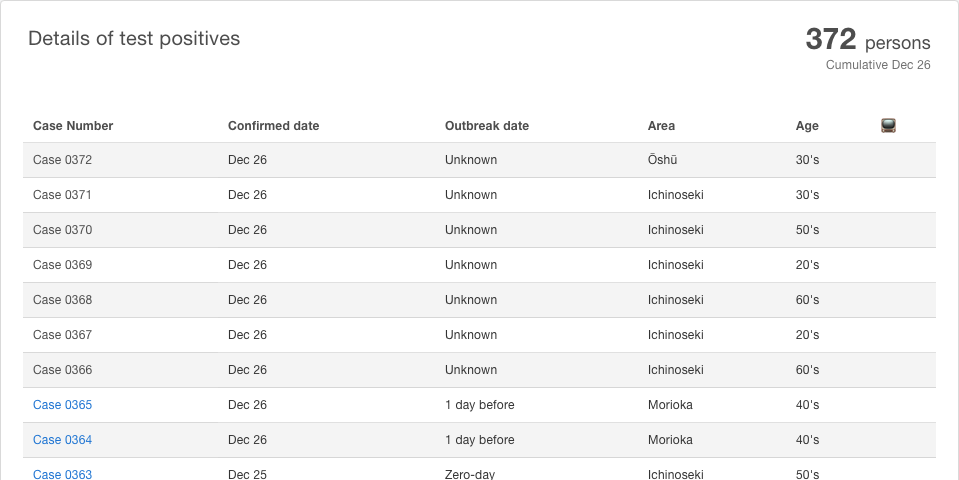 Details of test positives
372 persons
Cumulative Dec 26
Case Number Confirmed date Outbreak date Area Age
Case 0372 Dec 26 Unknown Ōshū 30's
Case 0371 Dec 26 Unknown Ichinoseki 30's
Case 0370 Dec 26 Unknown Ichinoseki 50's
Case 0369 Dec 26 Unknown Ichinoseki 20's
Case 0368 Dec 26 Unknown Ichinoseki 60's
Case 0367 Dec 26 Unknown Ichinoseki 20's
Case 0366 Dec 26 Unknown Ichinoseki 60's
Case 0365 Dec 26 1 day before Morioka 40's
Case 0364 Dec 26 1 day before Morioka 40's
Case 0363 Dec 25 Zero-day Ichinoseki 50's